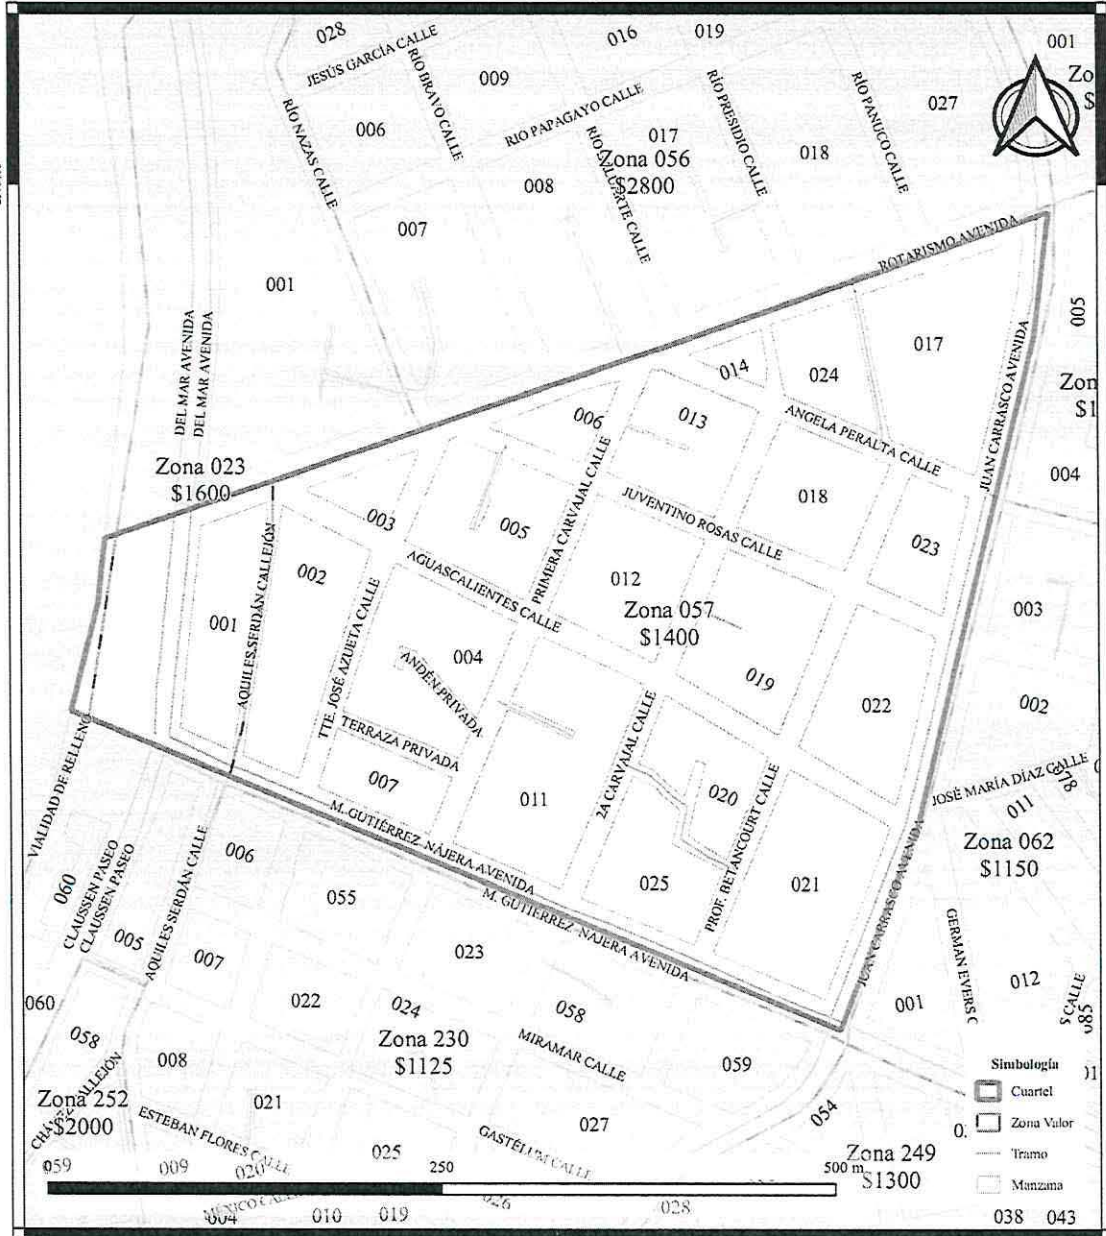 028
016
019
001
JESÚS GARCÍA CALLE
009
RÍO BRAVO CALLE
RÍO PAPAGAYO CALLE
RÍO PRESIDIO CALLE
RÍO PANUCO CALLE
027
Zo
$
RÍO NAZAS CALLE
006
017
018
Zona 056
$2800
008
007
ROTARISMO AVENIDA
001
005
DEL MAR AVENIDA
DEL MAR AVENIDA
017
014
024
JUAN CARRASCO AVENIDA
Zon
$1
006
013
ANGELA PERALTA CALLE
Zona 023
$1600
PRIMERA CARVAJAL CALLE
004
003
005
JUVENTINO ROSAS CALLE
018
023
AQUILES SERDÁN CALLEJÓN
002
AGUASCALIENTES CALLE
012
TTE. JOSÉ AZUETA CALLE
Zona 057
$1400
003
001
004
ANDÉN PRIVADA
019
022
002
TERRAZA PRIVADA
2A CARVAJAL CALLE
007
011
020
PROF. BETANCOURT CALLE
JOSÉ MARÍA DÍAZ CALLE
078
011
VIALIDAD DE RELLENO
M. GUTIÉRREZ NÁJERA AVENIDA
M. GUTIÉRREZ NÁJERA AVENIDA
Zona 062
$1150
006
055
025
021
JUAN CARRASCO AVENIDA
060
CLAUSSEN PASEO
CLAUSSEN PASEO
AQUILES SERDÁN CALLE
005
007
023
GERMAN EVERS C
012
S CALLE
085
060
022
024
058
001
058
Zona 230
$1125
MIRAMAR CALLE
059
008
Simbología
Cuartel
Zona Valor
Tramo
Manzana
Zona 252
$2000
021
054
ESTEBAN FLORES CALLE
GASTÉLUM CALLE
027
0.
025
Zona 249
$1300
059
009
020
250
500 m
004
010
019
026
028
038
043